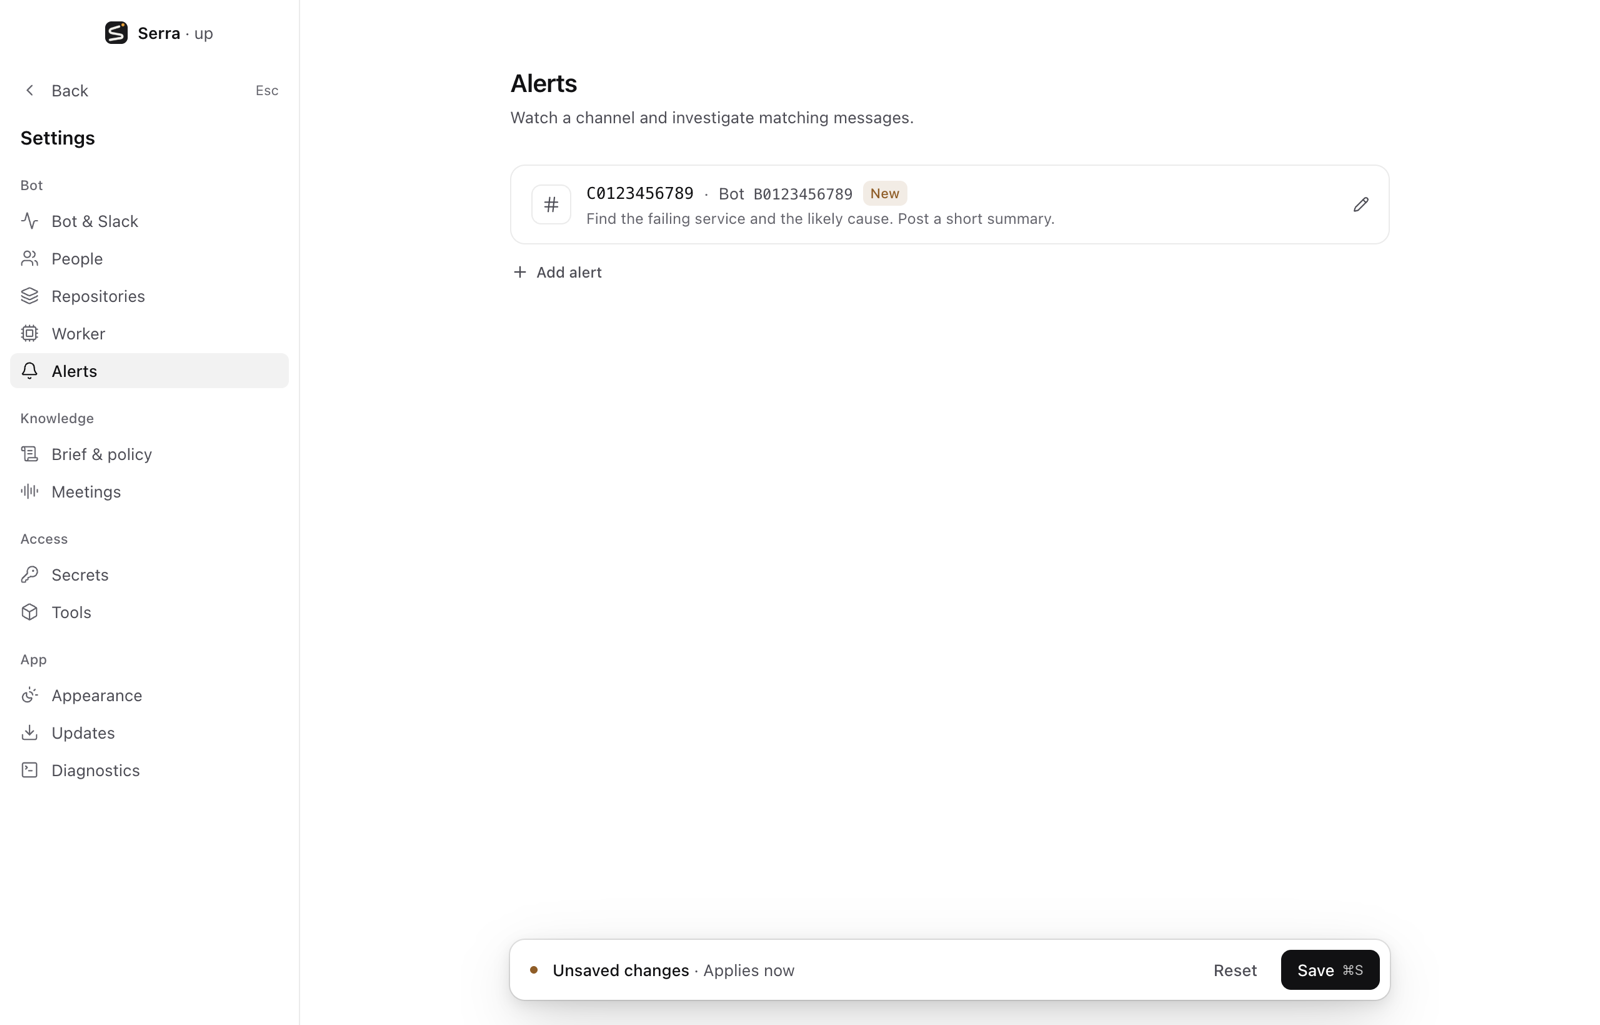 Serra · up
Back Esc
Settings
Bot
Bot & Slack
People
Repositories
Worker
Alerts
Knowledge
Brief & policy
Meetings
Access
Secrets
Tools
App
Appearance
Updates
Diagnostics
Alerts
Watch a channel and investigate matching messages.
C0123456789 · Bot B0123456789 New
Find the failing service and the likely cause. Post a short summary.
Add alert
Unsaved changes · Applies now Reset Save ⌘S